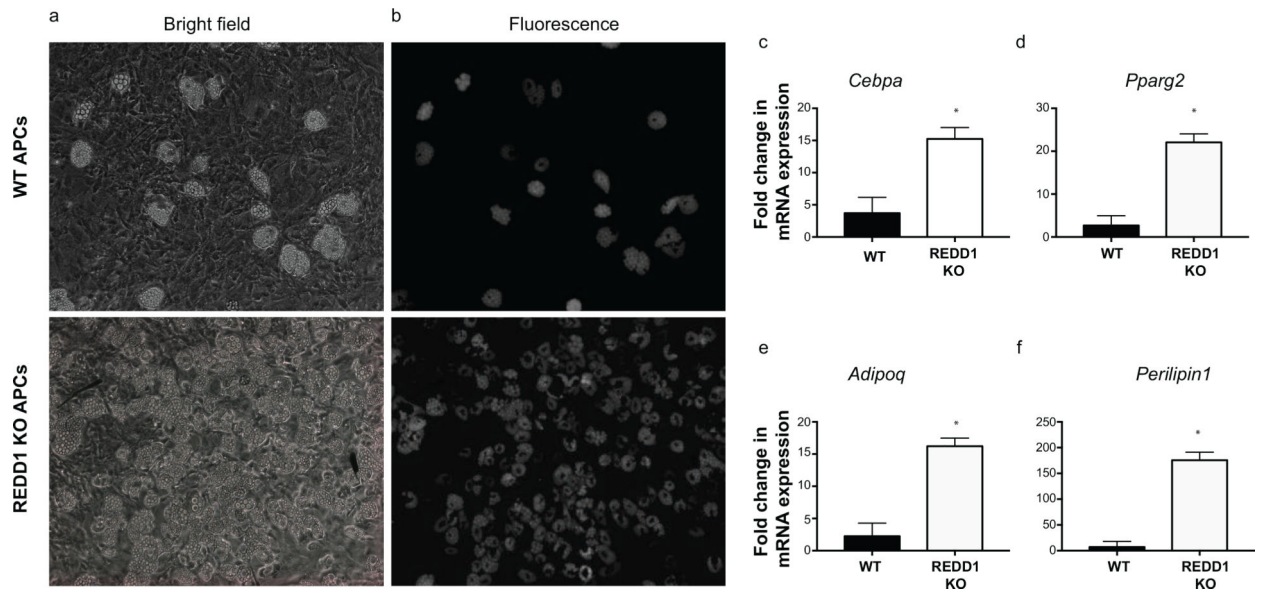 a
Bright field
b
Fluorescence
WT APCs
REDD1 KO APCs
c
Cebpa
Fold change in
mRNA expression
20
15
10
5
0
WT
REDD1
KO
*
d
Pparg2
30
20
10
0
WT
REDD1
KO
*
e
Adipoq
Fold change in
mRNA expression
20
15
10
5
0
WT
REDD1
KO
*
f
Perilipin1
250
200
150
100
50
0
WT
REDD1
KO
*